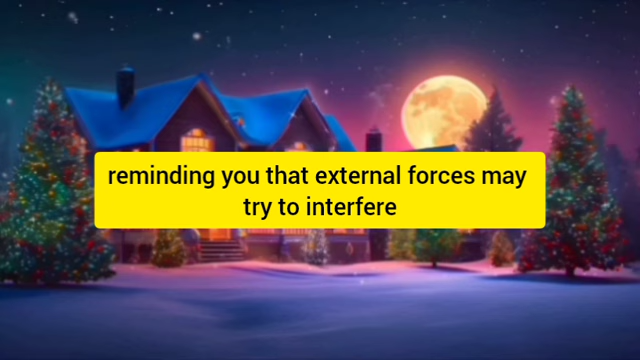 reminding you that external forces may
try to interfere